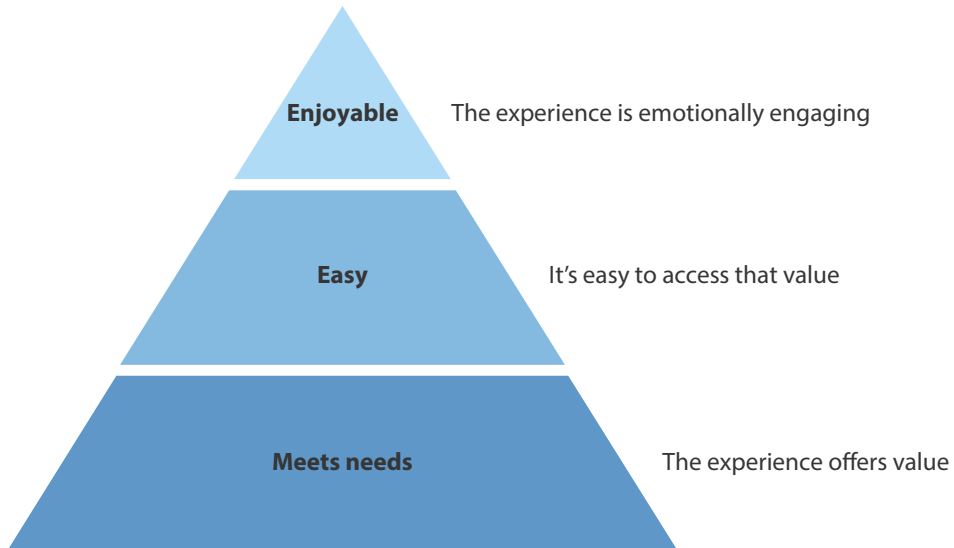 Enjoyable The experience is emotionally engaging
Easy It’s easy to access that value
Meets needs The experience offers value